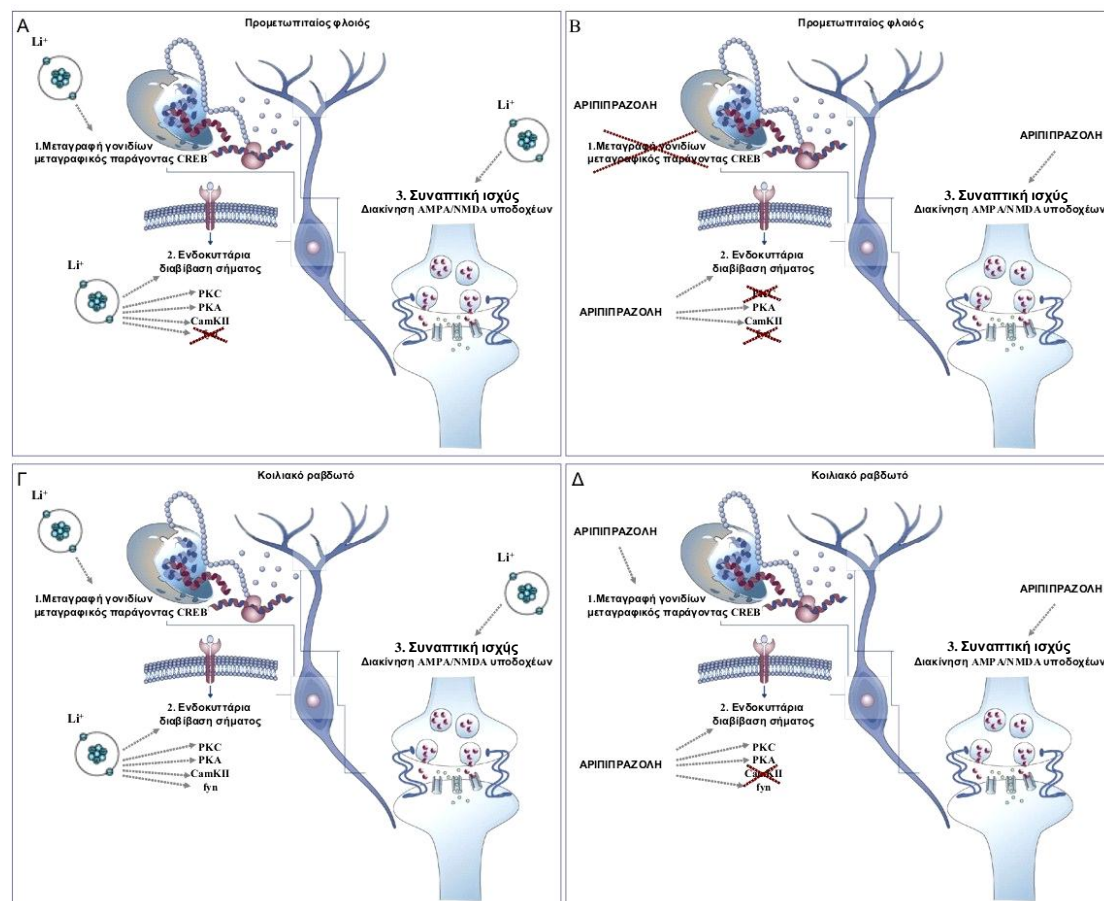 Α
Προμετωπιαίος φλοιός
Li⁺
Li⁺
1.Μεταγραφή γονιδίων
μεταγραφικός παράγοντας CREB
3. Συναπτική ισχύς
Διακίνηση AMPA/NMDA υποδοχέων
2. Ενδοκυττάρια
διαβίβαση σήματος
Li⁺
PKC
PKA
CamKII
Β
Προμετωπιαίος φλοιός
ΑΡΙΠΙΠΡΑΖΟΛΗ
ΑΡΙΠΙΠΡΑΖΟΛΗ
1.Μεταγραφή γονιδίων
μεταγραφικός παράγοντας CREB
3. Συναπτική ισχύς
Διακίνηση AMPA/NMDA υποδοχέων
2. Ενδοκυττάρια
διαβίβαση σήματος
ΑΡΙΠΙΠΡΑΖΟΛΗ
PKC
PKA
CamKII
Γ
Κοιλιακό ραβδωτό
Li⁺
Li⁺
1.Μεταγραφή γονιδίων
μεταγραφικός παράγοντας CREB
3. Συναπτική ισχύς
Διακίνηση AMPA/NMDA υποδοχέων
2. Ενδοκυττάρια
διαβίβαση σήματος
Li⁺
PKC
PKA
CamKII
fyn
Δ
Κοιλιακό ραβδωτό
ΑΡΙΠΙΠΡΑΖΟΛΗ
ΑΡΙΠΙΠΡΑΖΟΛΗ
1.Μεταγραφή γονιδίων
μεταγραφικός παράγοντας CREB
3. Συναπτική ισχύς
Διακίνηση AMPA/NMDA υποδοχέων
2. Ενδοκυττάρια
διαβίβαση σήματος
ΑΡΙΠΙΠΡΑΖΟΛΗ
PKC
PKA
CamKII
fyn